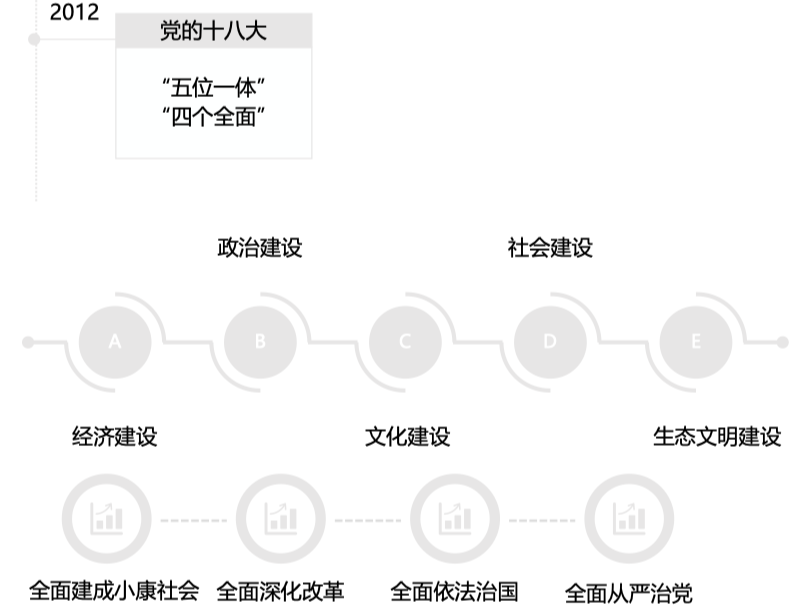 2012
党的十八大
“五位一体”
“四个全面”
政治建设 社会建设
A B C D E
经济建设 文化建设 生态文明建设
全面建成小康社会 全面深化改革 全面依法治国 全面从严治党